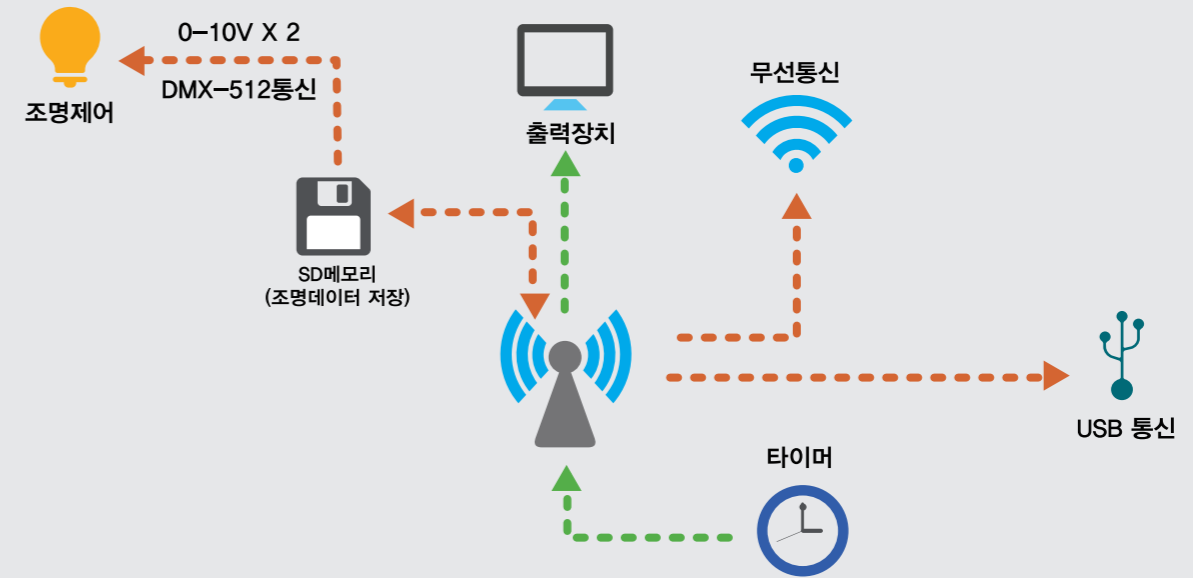 0-10V X 2
DMX-512통신
조명제어
출력장치
무선통신
SD메모리
(조명데이터 저장)
USB 통신
타이머